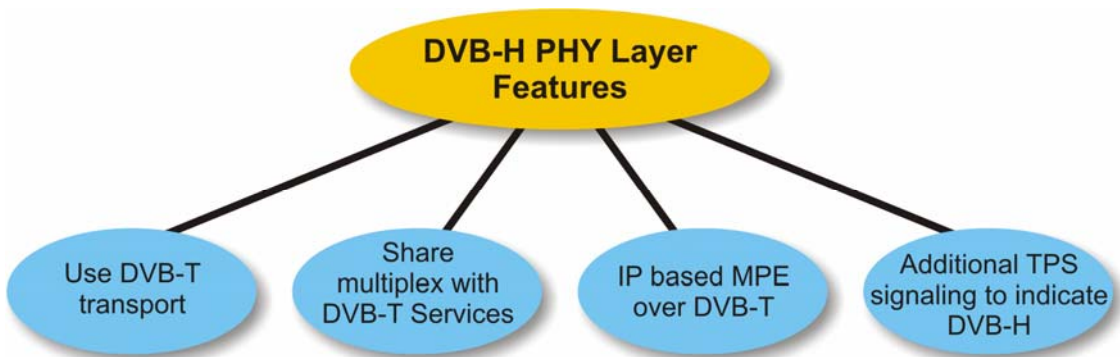 DVB-H PHY Layer
Features
Use DVB-T
transport
Share
multiplex with
DVB-T Services
IP based MPE
over DVB-T
Additional TPS
signaling to indicate
DVB-H